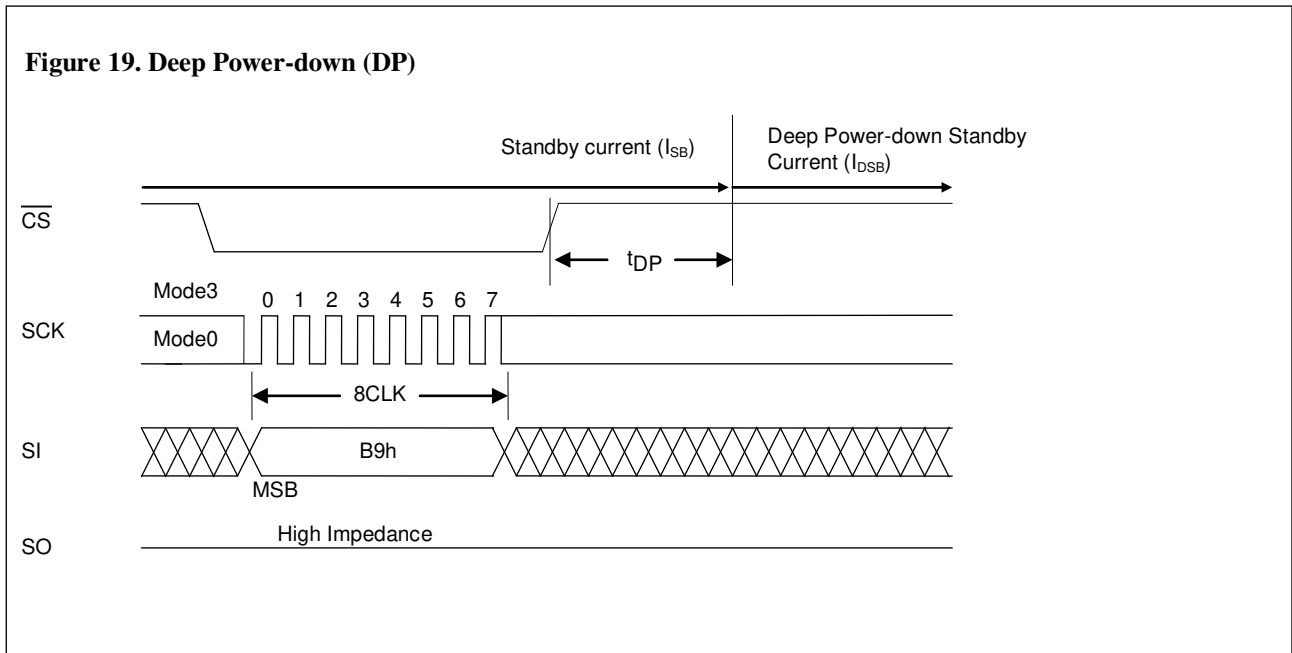 Figure 19. Deep Power-down (DP)
Standby current (ISB)
Deep Power-down Standby
Current (IDSB)
CS
tDP
Mode3
0 1 2 3 4 5 6 7
SCK
Mode0
8CLK
SI
B9h
MSB
High Impedance
SO